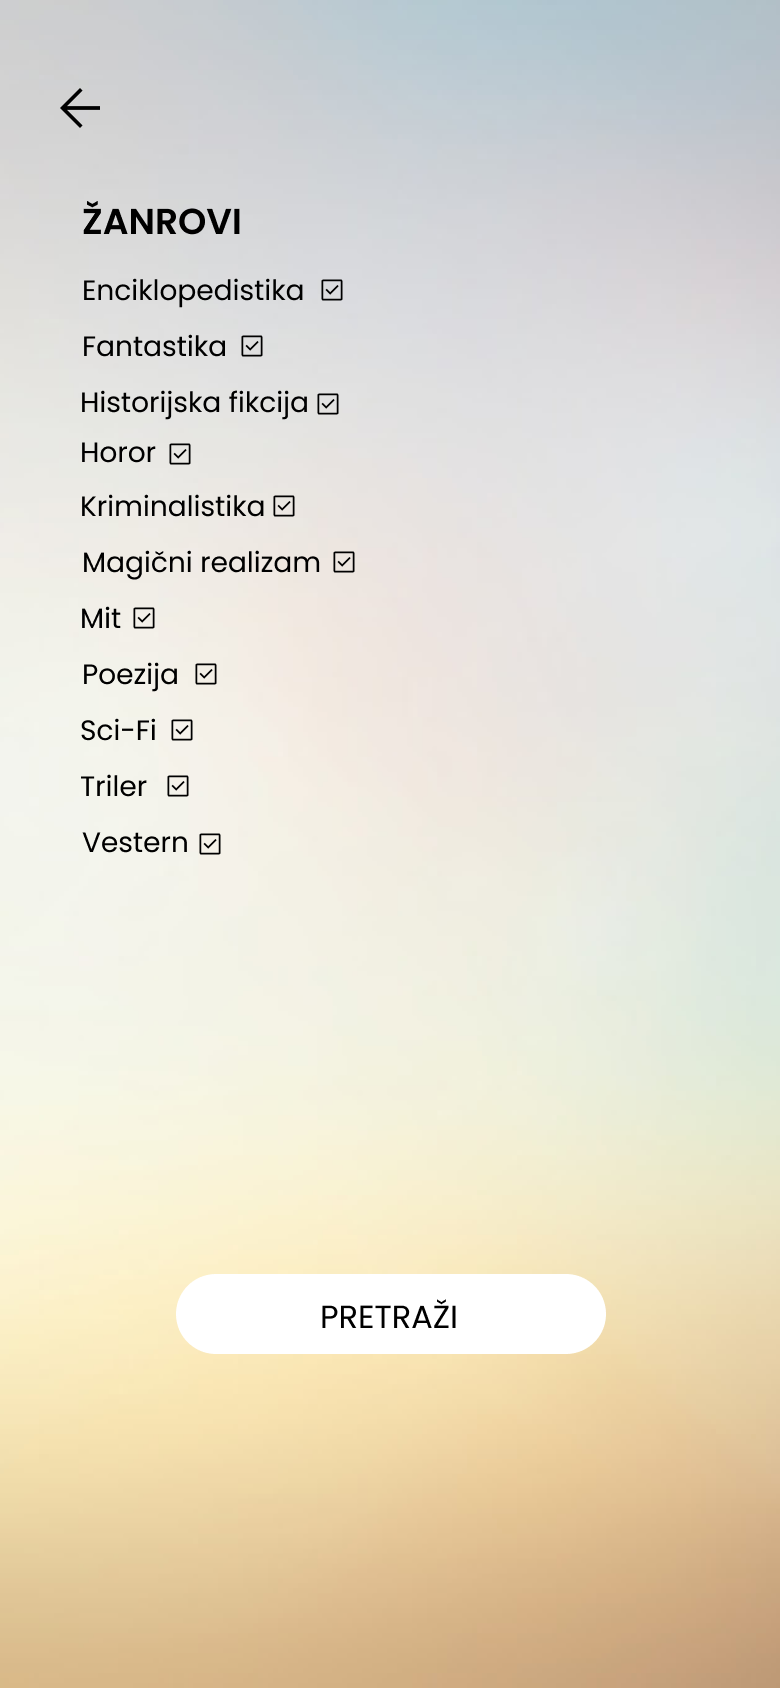 ŽANROVI
Enciklopedistika
Fantastika
Historijska fikcija
Horor
Kriminalistika
Magični realizam
Mit
Poezija
Sci-Fi
Triler
Vestern
PRETRAŽI